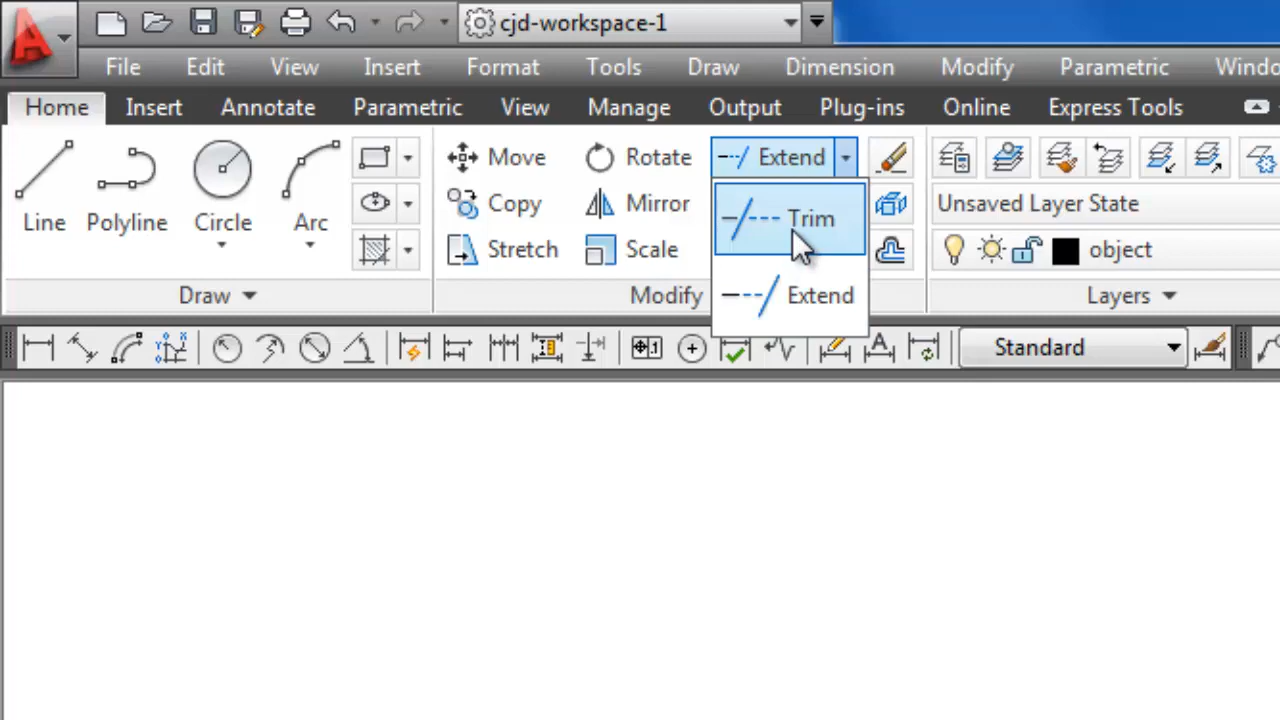 cjd-workspace-1
File Edit View Insert Format Tools Draw Dimension Modify Parametric Windo
Home Insert Annotate Parametric View Manage Output Plug-ins Online Express Tools
Move Rotate Extend
Line Polyline Circle Arc
Copy Mirror Trim Unsaved Layer State
Stretch Scale object
Draw Modify Extend Layers
Standard